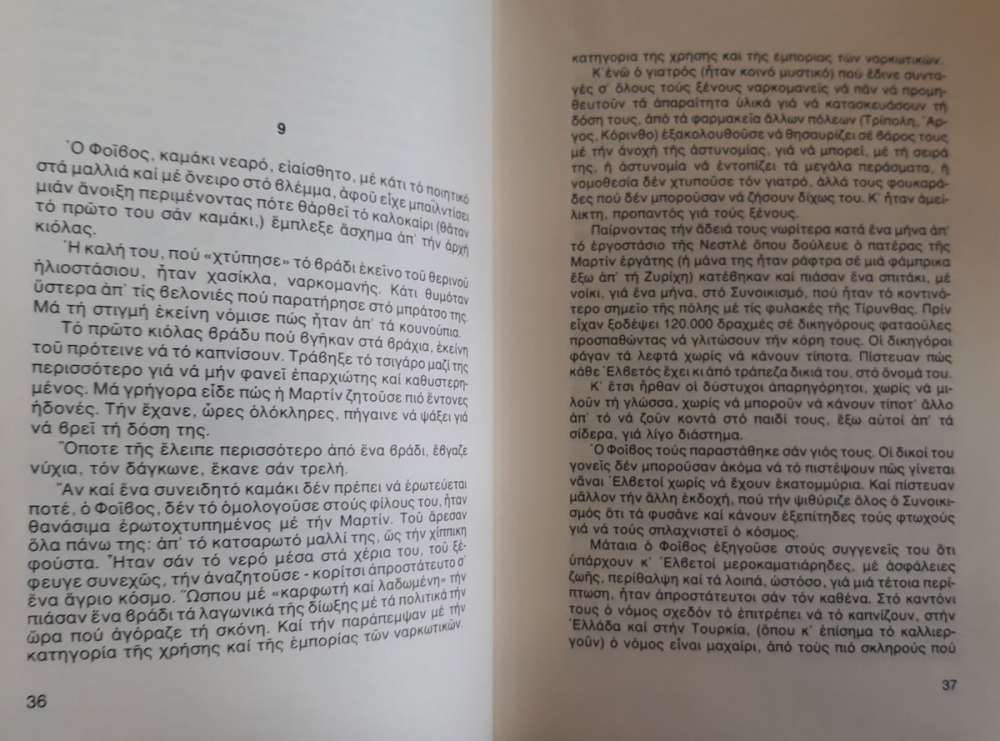 9
Ὁ Φοῖβος, καμάκι νεαρό, εὐαίσθητο, μέ κάτι τό ποιητικό
στά μαλλιά καί μέ ὄνειρο στό βλέμμα, ἀφοῦ εἶχε μπαϊλντίσει
μιάν ἄνοιξη περιμένοντας πότε θἄρθεῖ τό καλοκαίρι (θἄταν
τό πρῶτο του σάν καμάκι,) ἔμπλεξε ἄσχημα ἀπ' τήν ἀρχή
κιόλας.
Ἡ καλή του, πού «χτύπησε» τό βράδι ἐκεῖνο τοῦ θερινοῦ
ἡλιοστάσιου, ἦταν χασίκλα, ναρκομανής. Κάτι θυμόταν
ὕστερα ἀπ' τίς βελονιές πού παρατήρησε στό μπράτσο της.
Μά τή στιγμή ἐκείνη νόμισε πώς ἦταν ἀπ' τά κουνούπια.
Τό πρῶτο κιόλας βράδυ πού βγῆκαν στά βράχια, ἐκείνη
τοῦ πρότεινε νά τό καπνίσουν. Τράβηξε τό τσιγάρο μαζί της
περισσότερο γιά νά μήν φανεῖ ἐπαρχιώτης καί καθυστερη-
μένος. Μά γρήγορα εἶδε πώς ἡ Μαρτίν ζητοῦσε πιό ἔντονες
ἡδονές. Τήν ἔχανε, ὧρες ὁλόκληρες, πήγαινε νά ψάξει γιά
νά βρεῖ τή δόση της.
Ὅποτε τῆς ἔλειπε περισσότερο ἀπό ἕνα βράδι, ἔβγαζε
νύχια, τόν δάγκωνε, ἔκανε σάν τρελή.
Ἄν καί ἕνα συνειδητό καμάκι δέν πρέπει νά ἐρωτεύεται
ποτέ, ὁ Φοῖβος, δέν τό ὁμολογοῦσε στούς φίλους του, ἦταν
θανάσιμα ἐρωτοχτυπημένος μέ τήν Μαρτίν. Τοῦ ἄρεσαν
ὅλα πάνω της: ἀπ' τό κατσαρωτό μαλλί της, ὥς τήν χίππικη
φούστα. Ἦταν σάν τό νερό μέσα στά χέρια του, τοῦ ξέ-
φευγε συνεχῶς, τήν ἀναζητοῦσε - κορίτσι ἀπροστάτευτο σ'
ἕνα ἄγριο κόσμο. Ὥσπου μέ «καρφωτή καί λαδωμένη» τήν
πιάσαν ἕνα βράδι τά λαγωνικά τῆς δίωξης μέ τά πολιτικά τήν
ὥρα πού ἀγόραζε τή σκόνη. Καί τήν παράπεμψαν μέ τήν
κατηγορία τῆς χρήσης καί τῆς ἐμπορίας τῶν ναρκωτικῶν.
36
κατηγορία τῆς χρήσης καί τῆς ἐμπορίας τῶν ναρκωτικῶν.
Κ' ἐνῶ ὁ γιατρός (ἦταν κοινό μυστικό) πού ἔδινε συντα-
γές σ' ὅλους τούς ξένους ναρκομανεῖς νά πᾶν νά προμη-
θευτοῦν τά ἀπαραίτητα ὑλικά γιά νά κατασκευάσουν τή
δόση τους, ἀπό τά φαρμακεῖα ἄλλων πόλεων (Τρίπολη, Ἄρ-
γος, Κόρινθο) ἐξακολουθοῦσε νά θησαυρίζει σέ βάρος τους
μέ τήν ἀνοχή τῆς ἀστυνομίας, γιά νά μπορεῖ, μέ τή σειρά
της, ἡ ἀστυνομία νά ἐντοπίζει τά μεγάλα περάσματα, ἡ
νομοθεσία δέν χτυποῦσε τόν γιατρό, ἀλλά τούς φουκαρά-
δες πού δέν μποροῦσαν νά ζήσουν δίχως του. Κ' ἦταν ἀμεί-
λικτη, προπαντός γιά τούς ξένους.
Παίρνοντας τήν ἄδειά τους νωρίτερα κατά ἕνα μήνα ἀπ'
τό ἐργοστάσιο τῆς Νεστλέ ὅπου δούλευε ὁ πατέρας τῆς
Μαρτίν ἐργάτης (ἡ μάνα της ἦταν ράφτρα σέ μιά φάμπρικα
ἔξω ἀπ' τή Ζυρίχη) κατέβηκαν καί πιάσαν ἕνα σπιτάκι, μέ
νοίκι, γιά ἕνα μήνα, στό Συνοικισμό, πού ἦταν τό κοντινό-
τερο σημεῖο τῆς πόλης μέ τίς φυλακές τῆς Τίρυνθας. Πρίν
εἶχαν ξοδέψει 120.000 δραχμές σέ δικηγόρους φαταοῦλες
προσπαθώντας νά γλιτώσουν τήν κόρη τους. Οἱ δικηγόροι
φάγαν τά λεφτά χωρίς νά κάνουν τίποτα. Πίστευαν πώς
κάθε Ἑλβετός ἔχει κι ἀπό τράπεζα δικιά του, στό ὄνομά του.
Κ' ἔτσι ἦρθαν οἱ δύστυχοι ἀπαρηγόρητοι, χωρίς νά μι-
λοῦν τή γλώσσα, χωρίς νά μποροῦν νά κάνουν τίποτ' ἄλλο
ἀπ' τό νά ζοῦν κοντά στό παιδί τους, ἔξω αὐτοί ἀπ' τά
σίδερα, γιά λίγο διάστημα.
Ὁ Φοῖβος τούς παραστάθηκε σάν γιός τους. Οἱ δικοί του
γονεῖς δέν μποροῦσαν ἀκόμα νά τό πιστέψουν πώς γίνεται
νἆναι Ἑλβετοί χωρίς νά ἔχουν ἑκατομμύρια. Καί πίστευαν
μᾶλλον τήν ἄλλη ἐκδοχή, πού τήν ψιθύριζε ὅλος ὁ Συνοικι-
σμός ὅτι τά φυσᾶνε καί κάνουν ἐξεπίτηδες τούς φτωχούς
γιά νά τούς σπλαχνιστεῖ ὁ κόσμος.
Μάταια ὁ Φοῖβος ἐξηγοῦσε στούς συγγενεῖς του ὅτι
ὑπάρχουν κ' Ἑλβετοί μεροκαματιάρηδες, μέ ἀσφάλειες
ζωῆς, περίθαλψη καί τά λοιπά, ὡστόσο, γιά μιά τέτοια περί-
πτωση, ἦταν ἀπροστάτευτοι σάν τόν καθένα. Στό καντόνι
τους ὁ νόμος σχεδόν τό ἐπιτρέπει νά τό καπνίζουν, στήν
Ἑλλάδα καί στήν Τουρκία, (ὅπου κ' ἐπίσημα τό καλλιερ-
γοῦν) ὁ νόμος εἶναι μαχαίρι, ἀπό τούς πιό σκληρούς πού
37